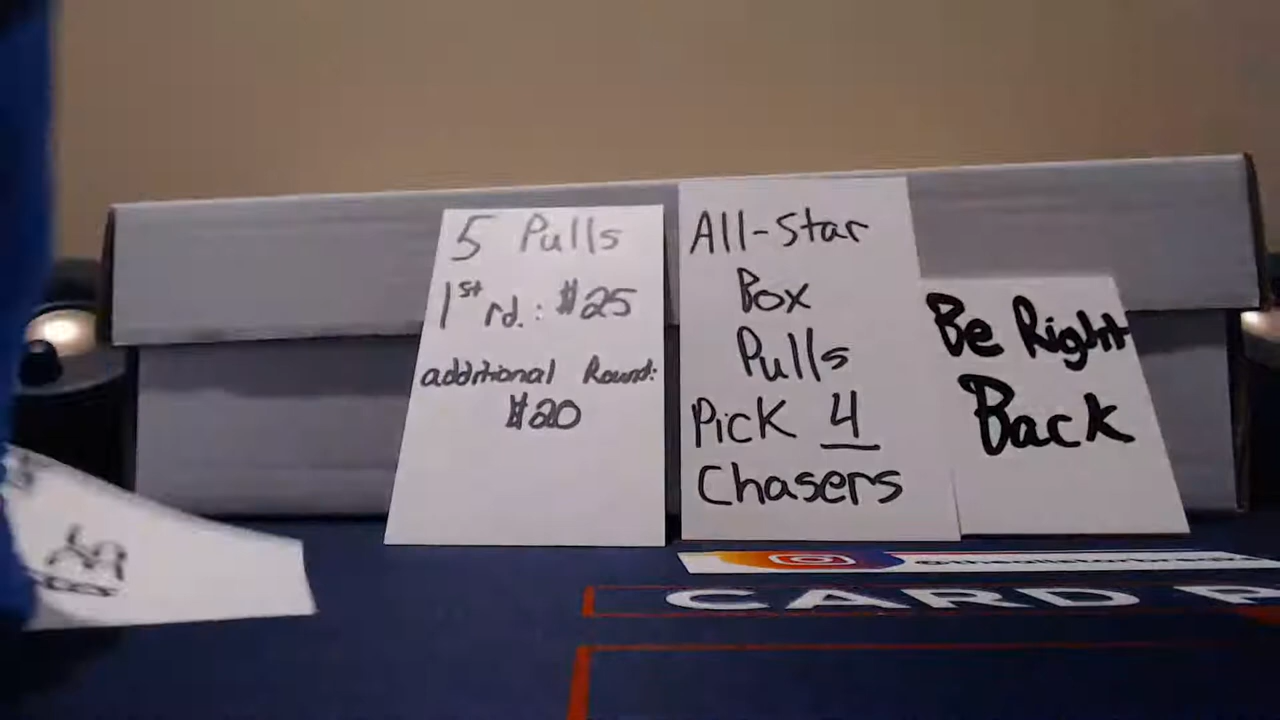 5 Pulls
1st rd.: $25
additional Round:
$20
All-Star
Box
Pulls
Pick 4
Chasers
Be Right
Back
CARD